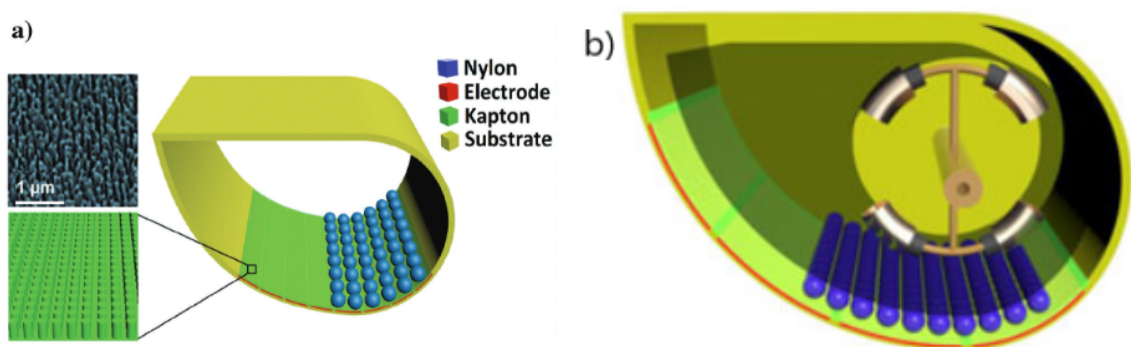 a)
Nylon
Electrode
Kapton
Substrate
1 μm
b)